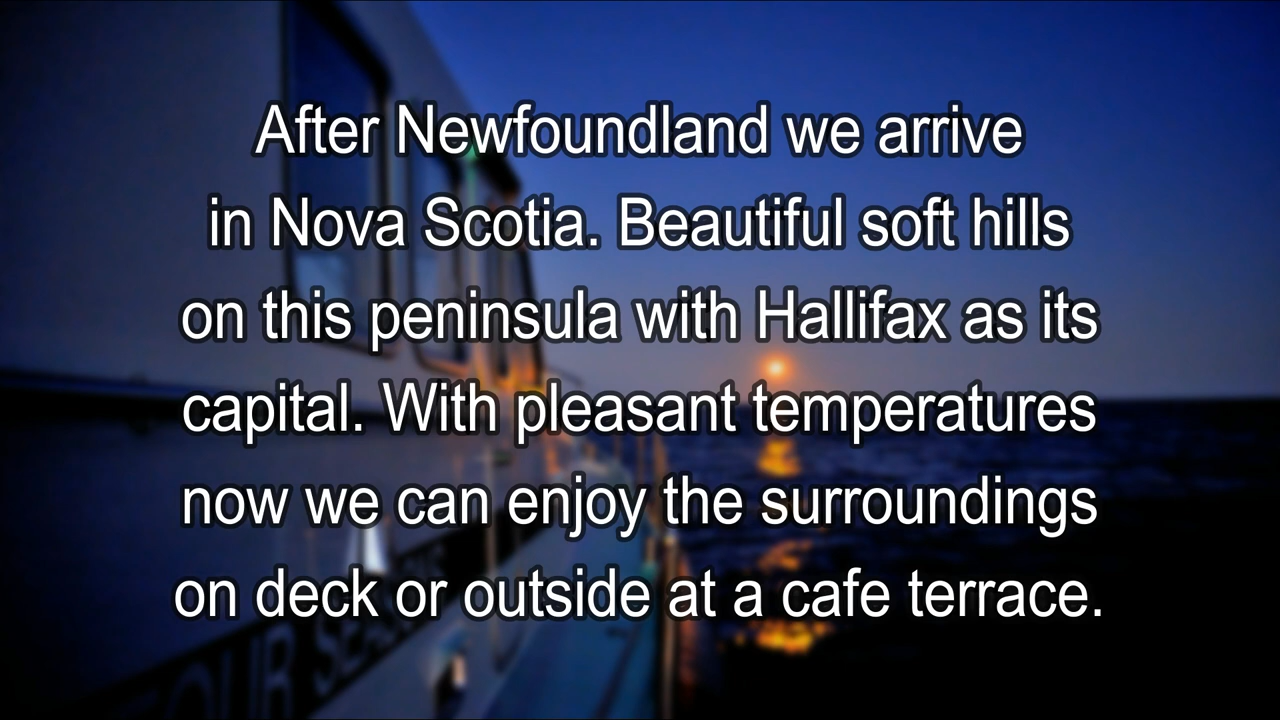 After Newfoundland we arrive
in Nova Scotia. Beautiful soft hills
on this peninsula with Hallifax as its
capital. With pleasant temperatures
now we can enjoy the surroundings
on deck or outside at a cafe terrace.